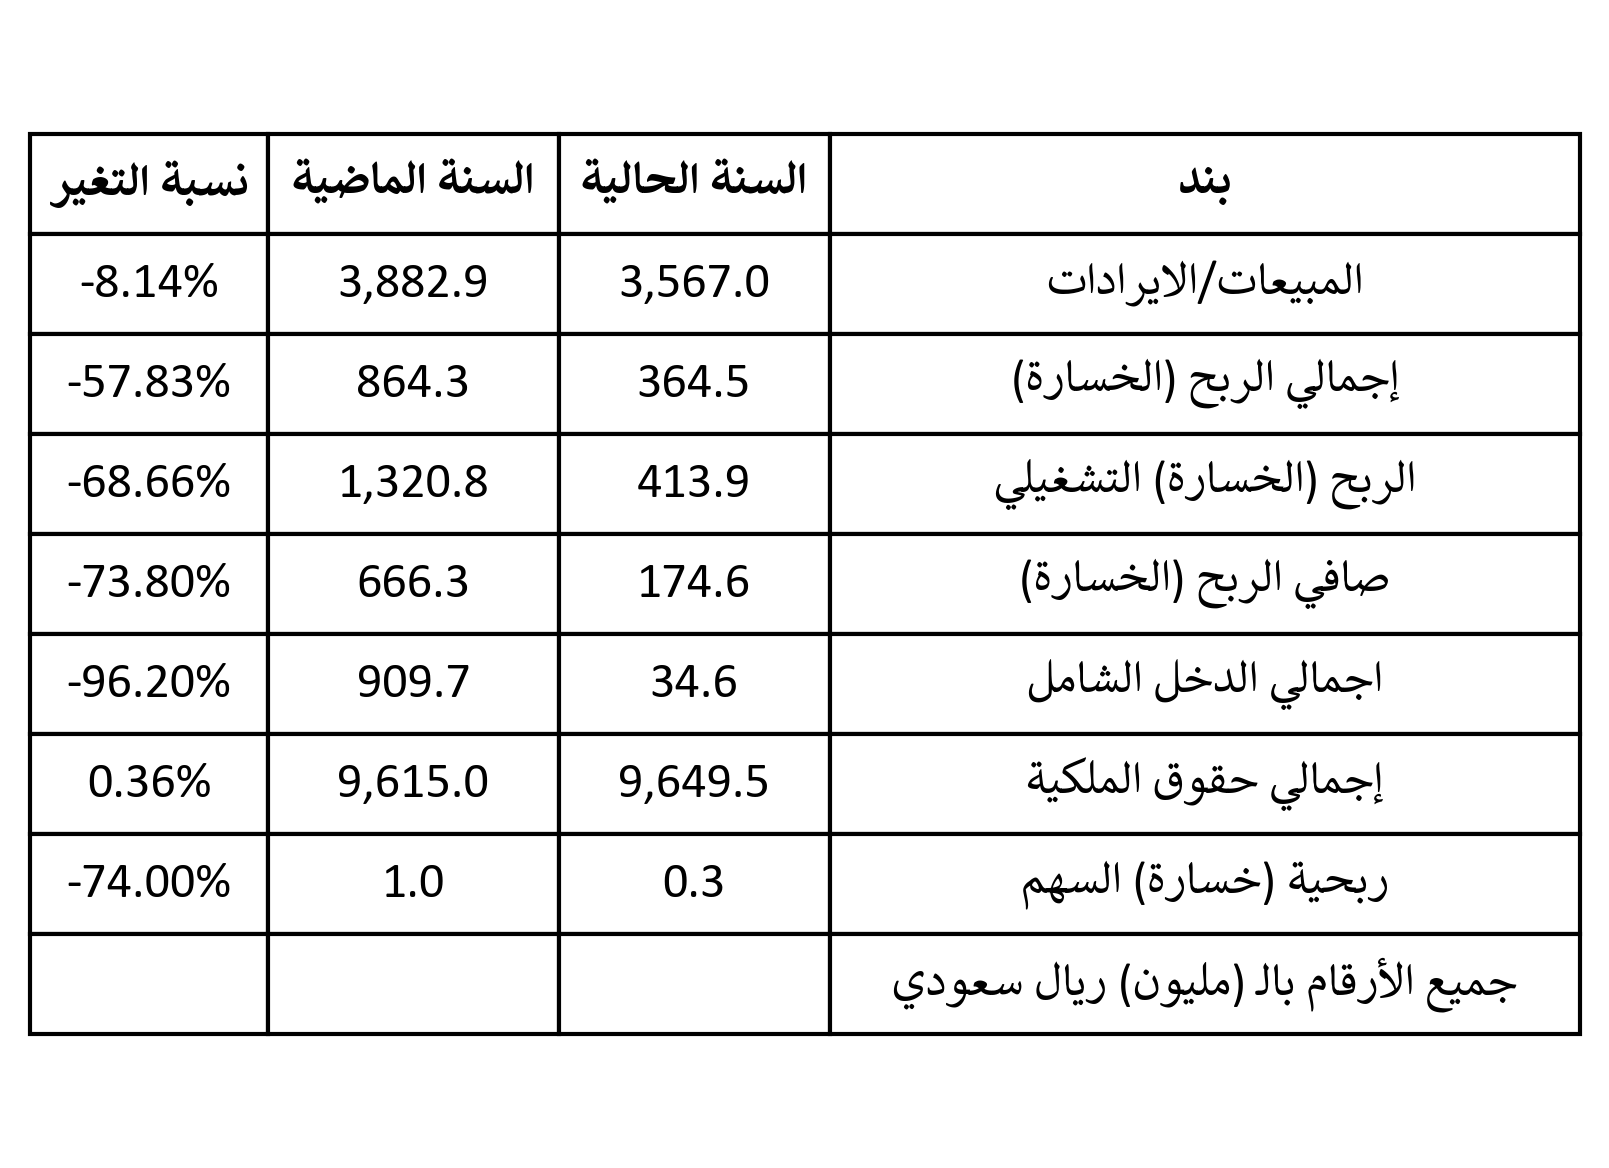 بند السنة الحالية السنة الماضية نسبة التغير
المبيعات/الايرادات 3,567.0 3,882.9 -8.14%
إجمالي الربح (الخسارة) 364.5 864.3 -57.83%
الربح (الخسارة) التشغيلي 413.9 1,320.8 -68.66%
صافي الربح (الخسارة) 174.6 666.3 -73.80%
اجمالي الدخل الشامل 34.6 909.7 -96.20%
إجمالي حقوق الملكية 9,649.5 9,615.0 0.36%
ربحية (خسارة) السهم 0.3 1.0 -74.00%
جميع الأرقام بالـ (مليون) ريال سعودي